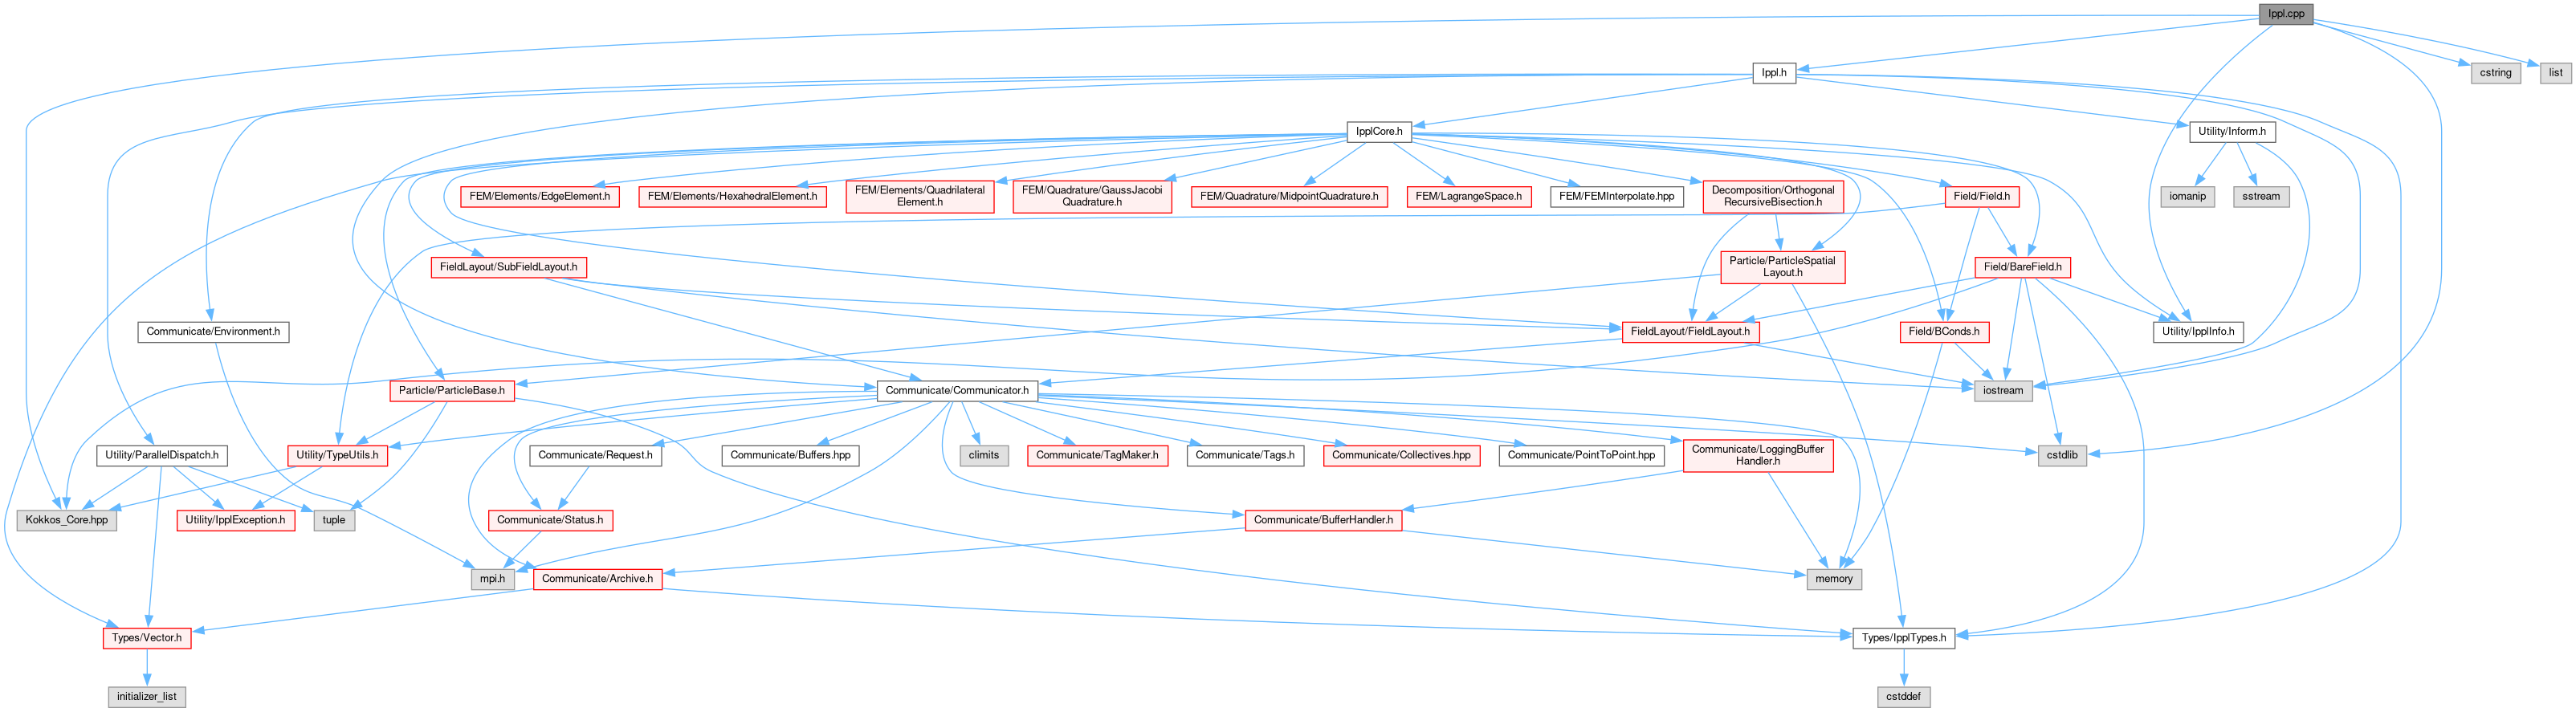 Ippl.cpp
Ippl.h
cstring
list
IpplCore.h
Utility/Inform.h
FEM/Elements/EdgeElement.h
FEM/Elements/HexahedralElement.h
FEM/Elements/Quadrilateral
Element.h
FEM/Quadrature/GaussJacobi
Quadrature.h
FEM/Quadrature/MidpointQuadrature.h
FEM/LagrangeSpace.h
FEM/FEMInterpolate.hpp
Decomposition/Orthogonal
RecursiveBisection.h
Field/Field.h
iomanip
sstream
FieldLayout/SubFieldLayout.h
Particle/ParticleSpatial
Layout.h
Field/BareField.h
Communicate/Environment.h
FieldLayout/FieldLayout.h
Field/BConds.h
Utility/IpplInfo.h
Particle/ParticleBase.h
Communicate/Communicator.h
iostream
Utility/ParallelDispatch.h
Utility/TypeUtils.h
Communicate/Request.h
Communicate/Buffers.hpp
climits
Communicate/TagMaker.h
Communicate/Tags.h
Communicate/Collectives.hpp
Communicate/PointToPoint.hpp
Communicate/LoggingBuffer
Handler.h
cstdlib
Kokkos_Core.hpp
Utility/IpplException.h
tuple
Communicate/Status.h
Communicate/BufferHandler.h
mpi.h
Communicate/Archive.h
memory
Types/Vector.h
Types/IpplTypes.h
initializer_list
cstddef